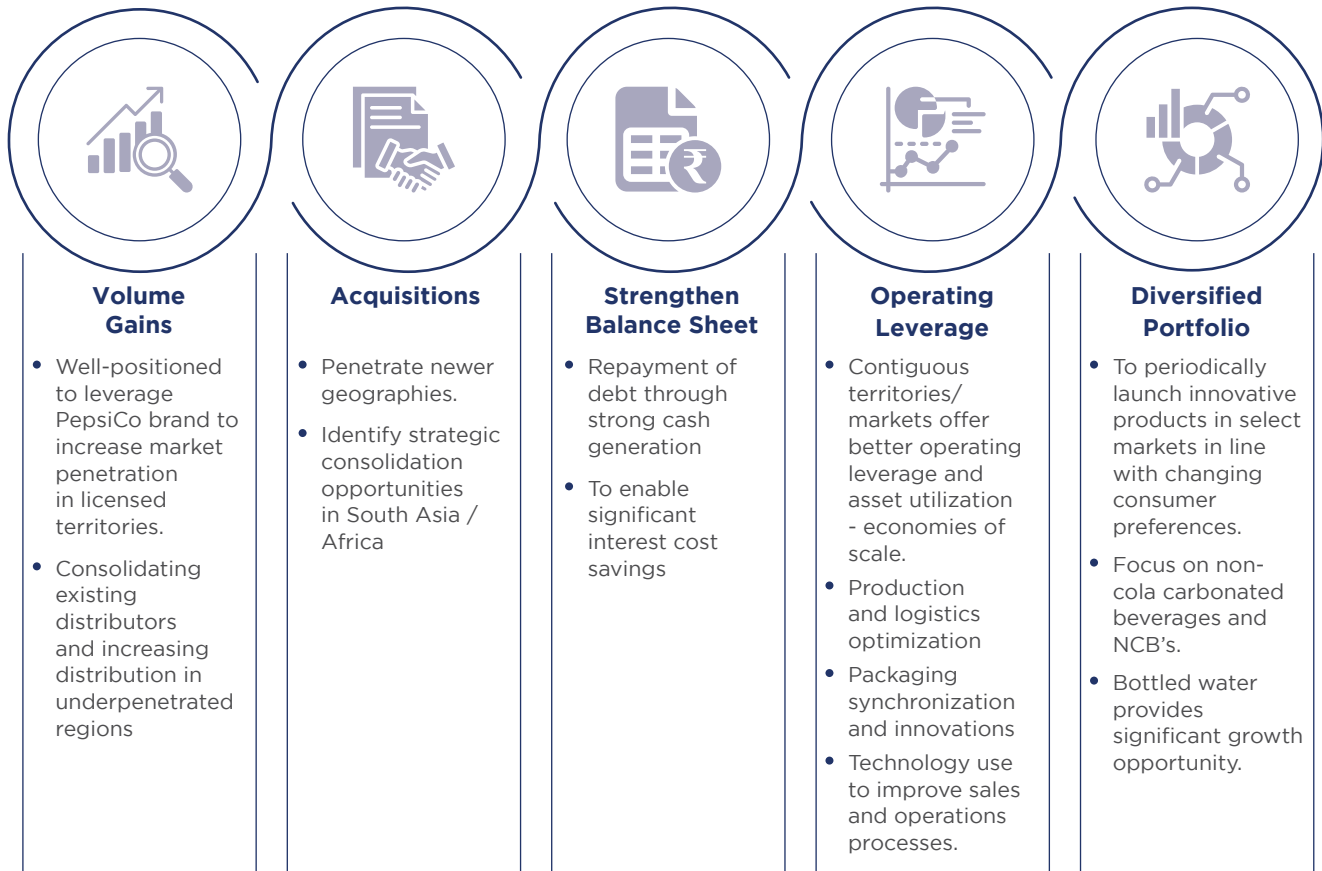 Volume
Gains
• Well-positioned
to leverage
PepsiCo brand to
increase market
penetration
in licensed
territories.
• Consolidating
existing
distributors
and increasing
distribution in
underpenetrated
regions
Acquisitions
• Penetrate newer
geographies.
• Identify strategic
consolidation
opportunities
in South Asia /
Africa
₹
Strengthen
Balance Sheet
• Repayment of
debt through
strong cash
generation
• To enable
significant
interest cost
savings
Operating
Leverage
• Contiguous
territories/
markets offer
better operating
leverage and
asset utilization
- economies of
scale.
• Production
and logistics
optimization
• Packaging
synchronization
and innovations
• Technology use
to improve sales
and operations
processes.
Diversified
Portfolio
• To periodically
launch innovative
products in select
markets in line
with changing
consumer
preferences.
• Focus on non-
cola carbonated
beverages and
NCB's.
• Bottled water
provides
significant growth
opportunity.